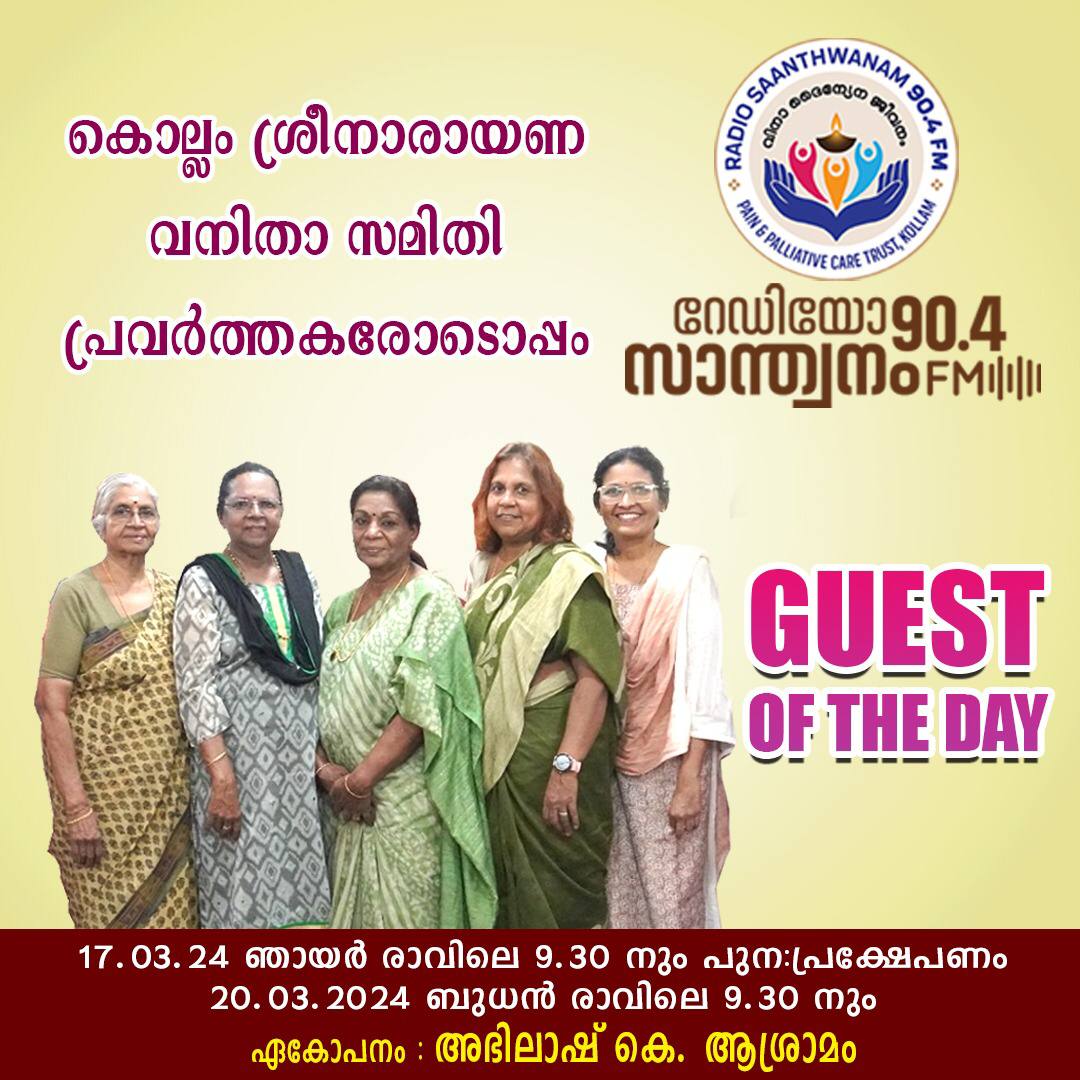 കൊല്ലം ശ്രീനാരായണ
വനിതാ സമിതി
പ്രവർത്തകരോടൊപ്പം
RADIO SAANTHWANAM 90.4 FM
വിനാ ദൈന്യേന ജീവനം
PAIN & PALLIATIVE CARE TRUST, KOLLAM
റേഡിയോ 90.4
സാന്ത്വനം FM
GUEST
OF THE DAY
17.03.24 ഞായർ രാവിലെ 9.30 നും പുന:പ്രക്ഷേപണം
20.03.2024 ബുധൻ രാവിലെ 9.30 നും
ഏകോപനം : അഭിലാഷ് കെ. ആശ്രാമം